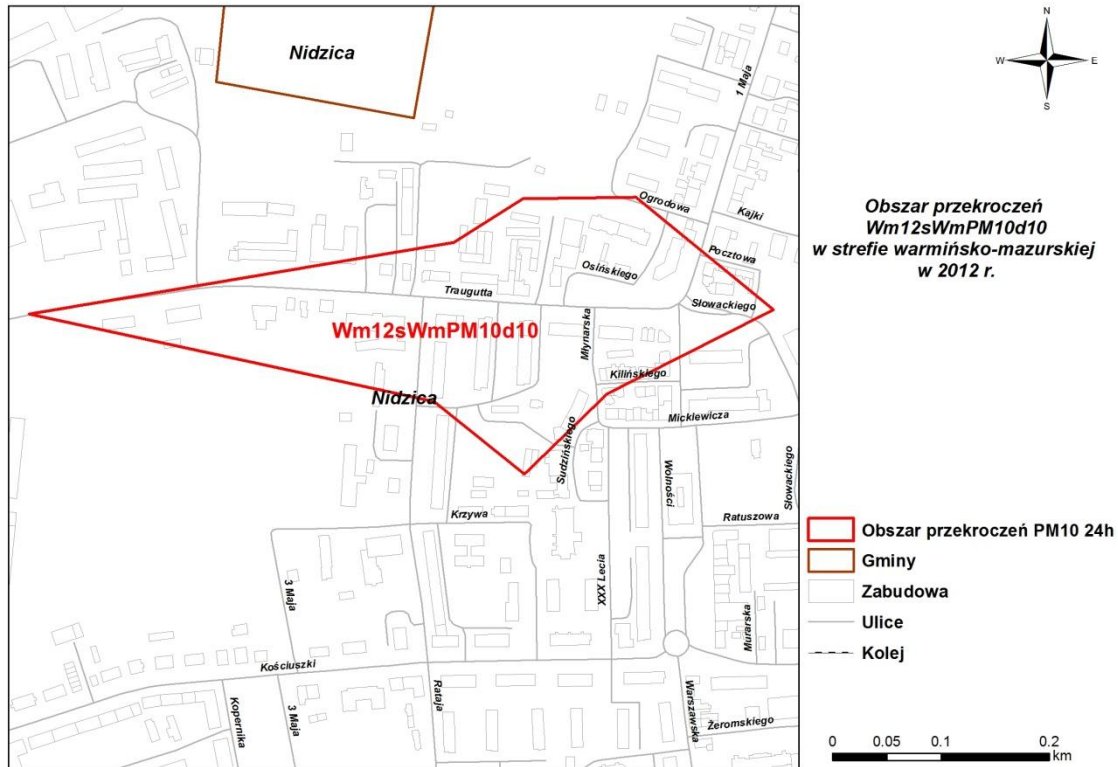 Nidzica
1 Maja
N
W
E
S
Obszar przekroczeń
Wm12sWmPM10d10
w strefie warmińsko-mazurskiej
w 2012 r.
Ogrodowa
Kajki
Pocztowa
Osińskiego
Traugutta
Słowackiego
Wm12sWmPM10d10
Młynarska
Kilińskiego
Nidzica
Mickiewicza
Sudzińskiego
Wolności
Słowackiego
Krzywa
Ratuszowa
XXX Lecia
3 Maja
Murarska
Kościuszki
Kopernika
3 Maja
Rataja
Warszawska
Żeromskiego
Obszar przekroczeń PM10 24h
Gminy
Zabudowa
Ulice
Kolej
0 0.05 0.1 0.2
km